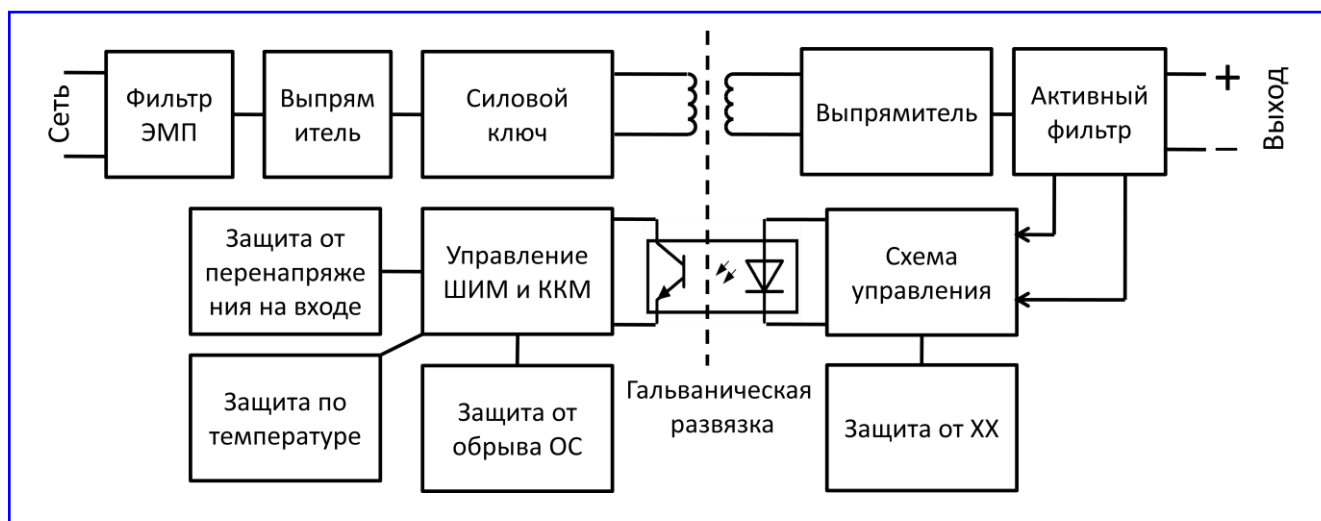 Сеть
Фильтр
ЭМП
Выпрям
итель
Силовой
ключ
Выпрямитель
Активный
фильтр
+
–
Выход
Защита от
перенапряже
ния на входе
Управление
ШИМ и ККМ
Схема
управления
Защита по
температуре
Защита от
обрыва ОС
Гальваническая
развязка
Защита от ХХ